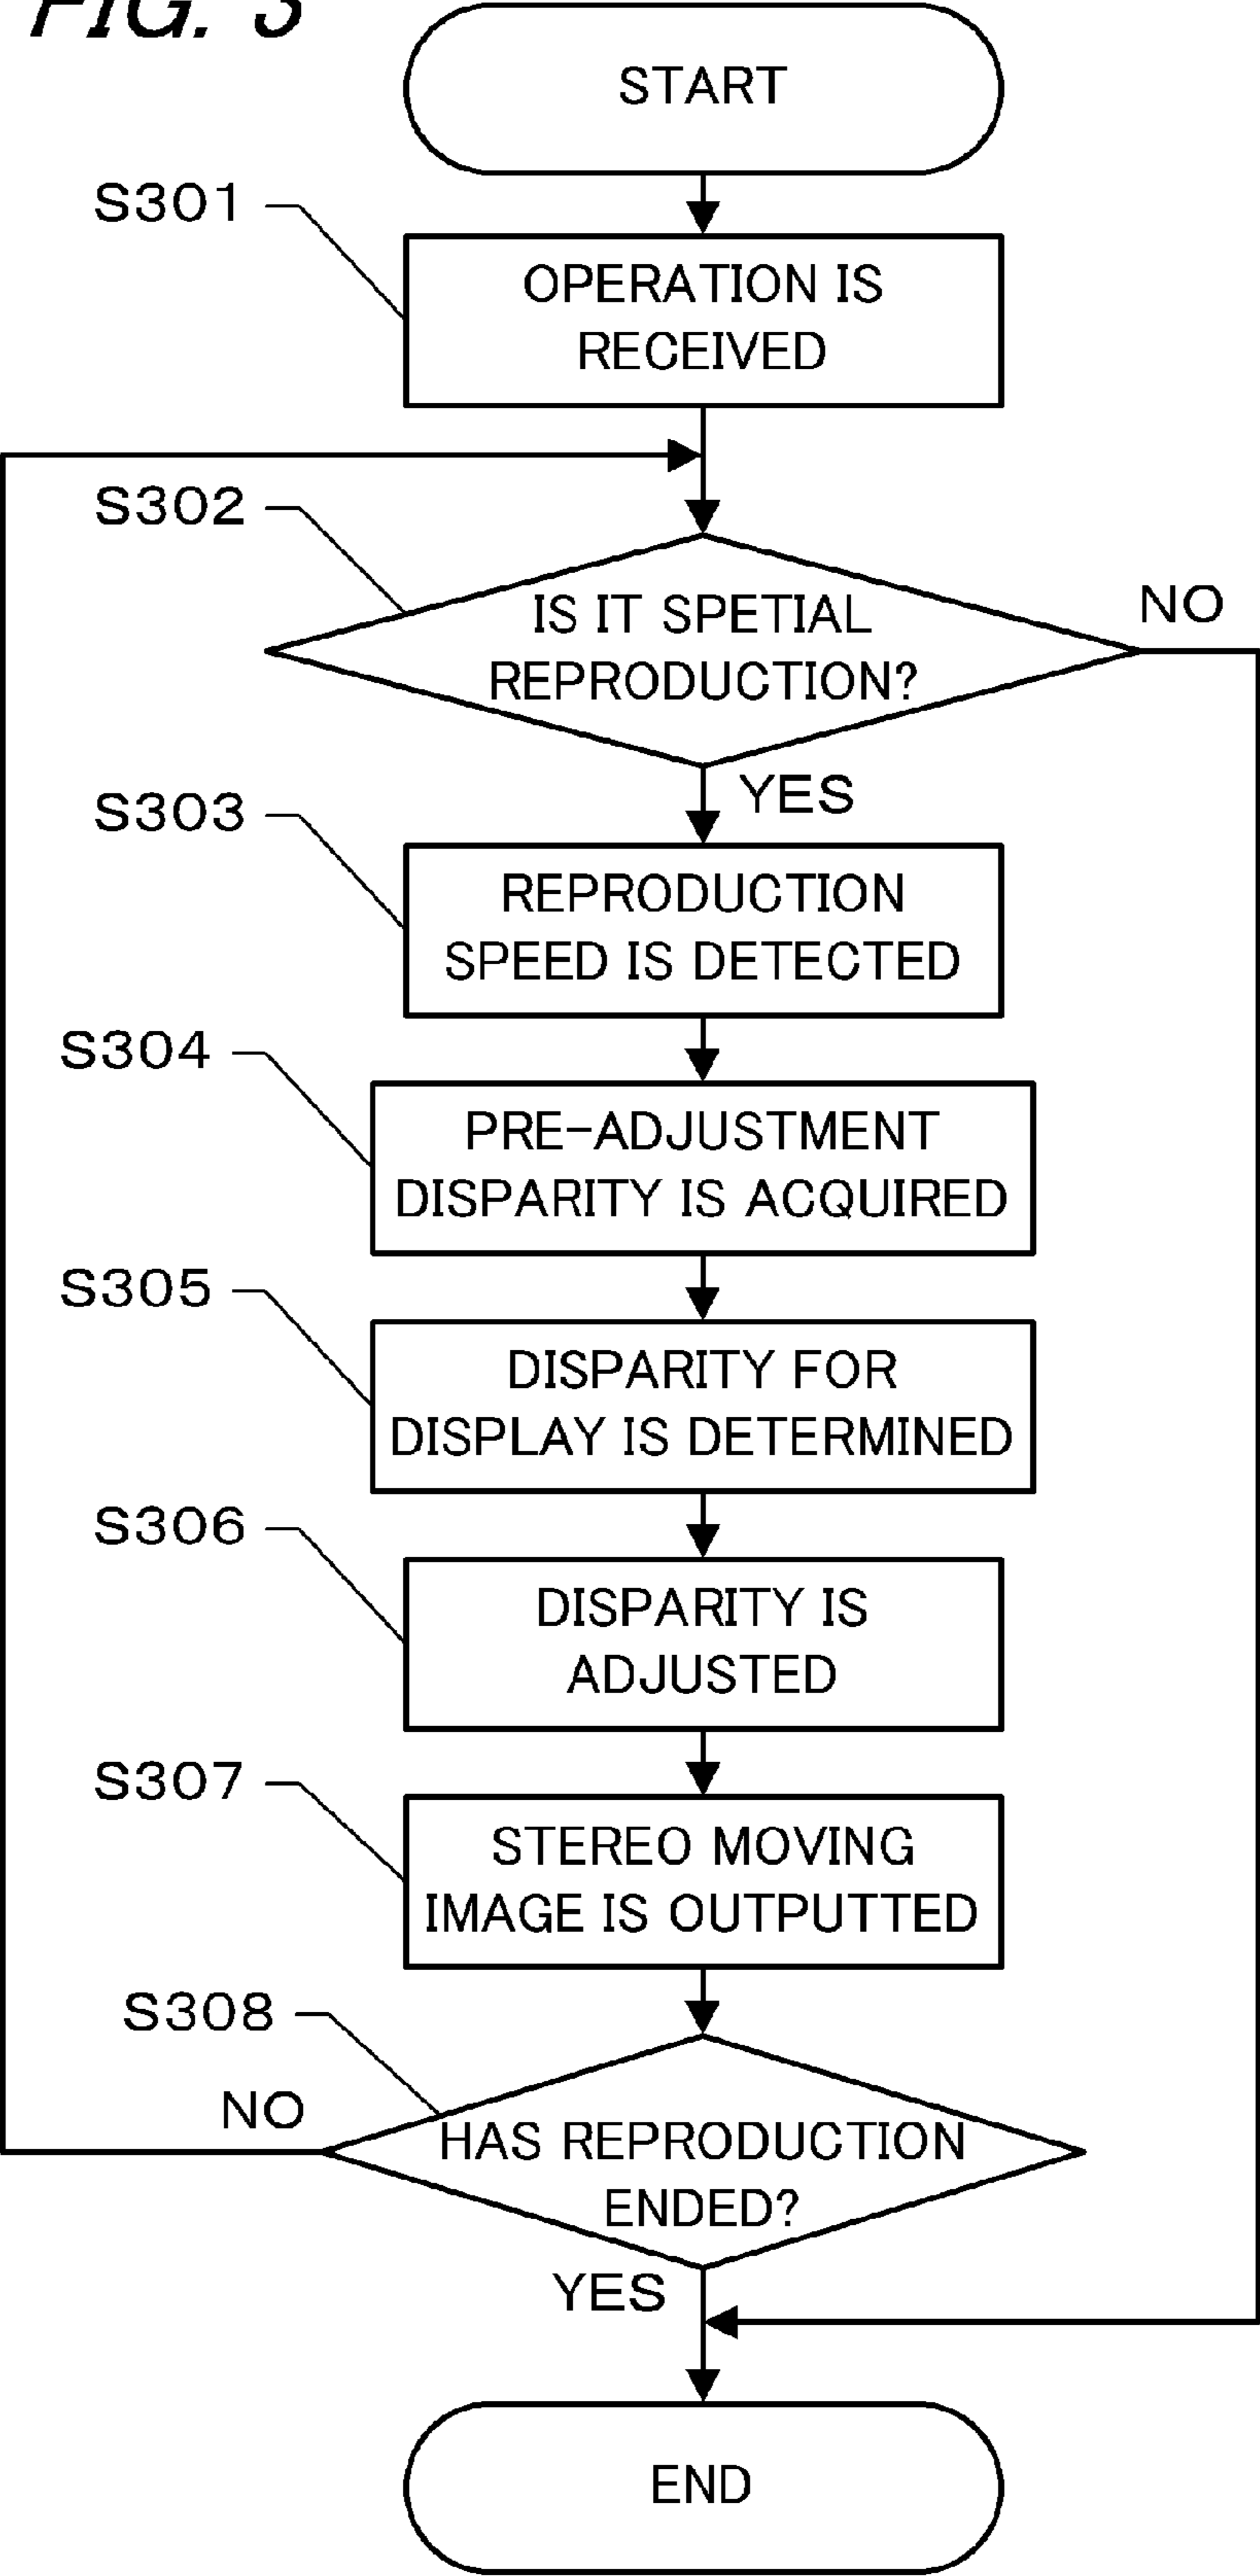 FIG. 3
START
S301
OPERATION IS
RECEIVED
S302
IS IT SPETIAL
REPRODUCTION?
NO
YES
S303
REPRODUCTION
SPEED IS DETECTED
S304
PRE-ADJUSTMENT
DISPARITY IS ACQUIRED
S305
DISPARITY FOR
DISPLAY IS DETERMINED
S306
DISPARITY IS
ADJUSTED
S307
STEREO MOVING
IMAGE IS OUTPUTTED
S308
NO
HAS REPRODUCTION
ENDED?
YES
END